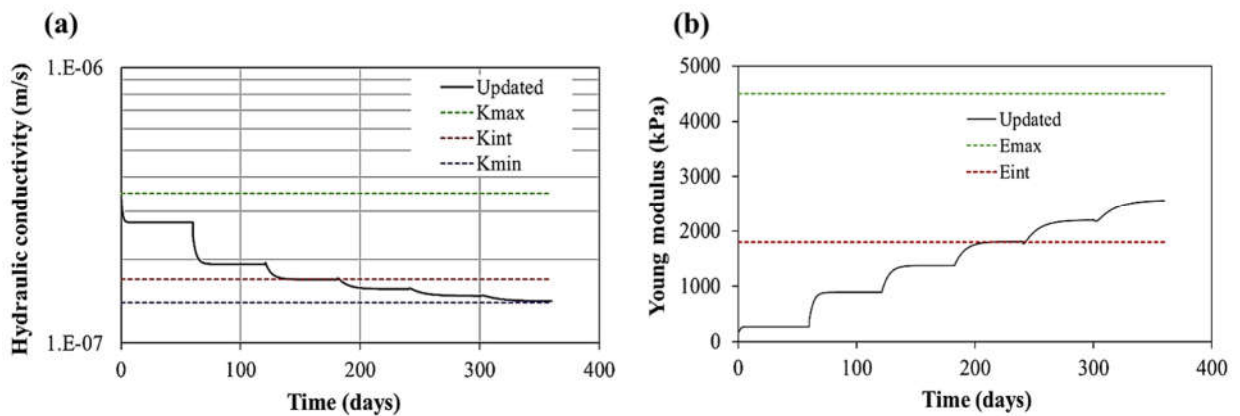 (a)
Hydraulic conductivity (m/s)
1.E-06
1.E-07
Updated
Kmax
Kint
Kmin
0
100
200
300
400
Time (days)
(b)
Young modulus (kPa)
5000
4000
3000
2000
1000
0
Updated
Emax
Eint
0
100
200
300
400
Time (days)